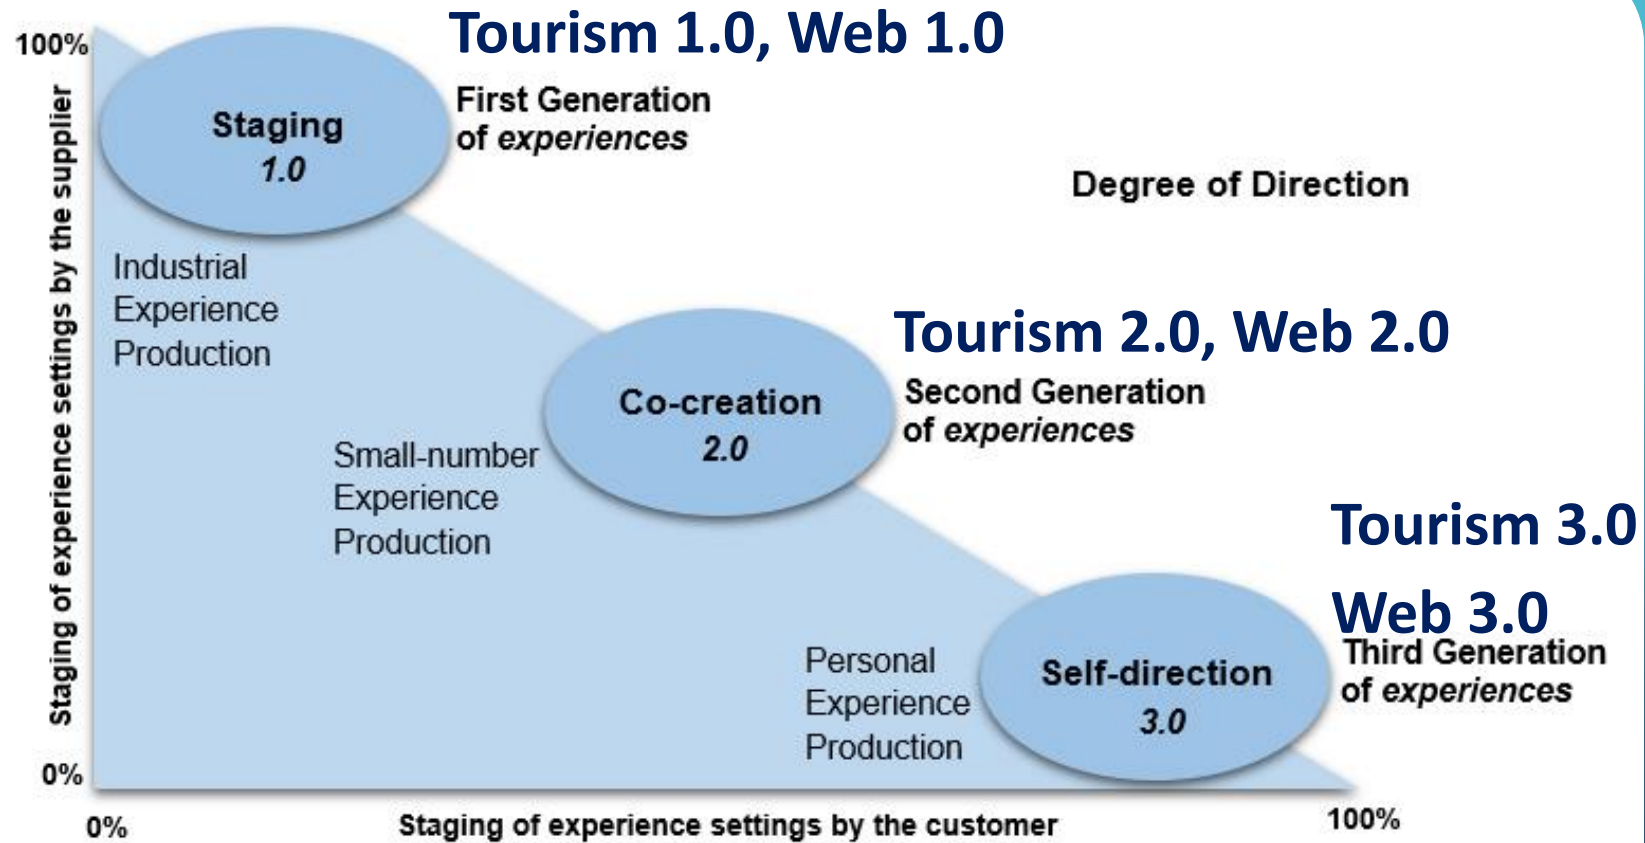 Tourism 1.0, Web 1.0
100%
First Generation
of experiences
Staging
1.0
Degree of Direction
Staging of experience settings by the supplier
Industrial
Experience
Production
Tourism 2.0, Web 2.0
Second Generation
of experiences
Co-creation
2.0
Small-number
Experience
Production
Tourism 3.0
Web 3.0
Third Generation
of experiences
Self-direction
3.0
Personal
Experience
Production
0%
0%
Staging of experience settings by the customer
100%